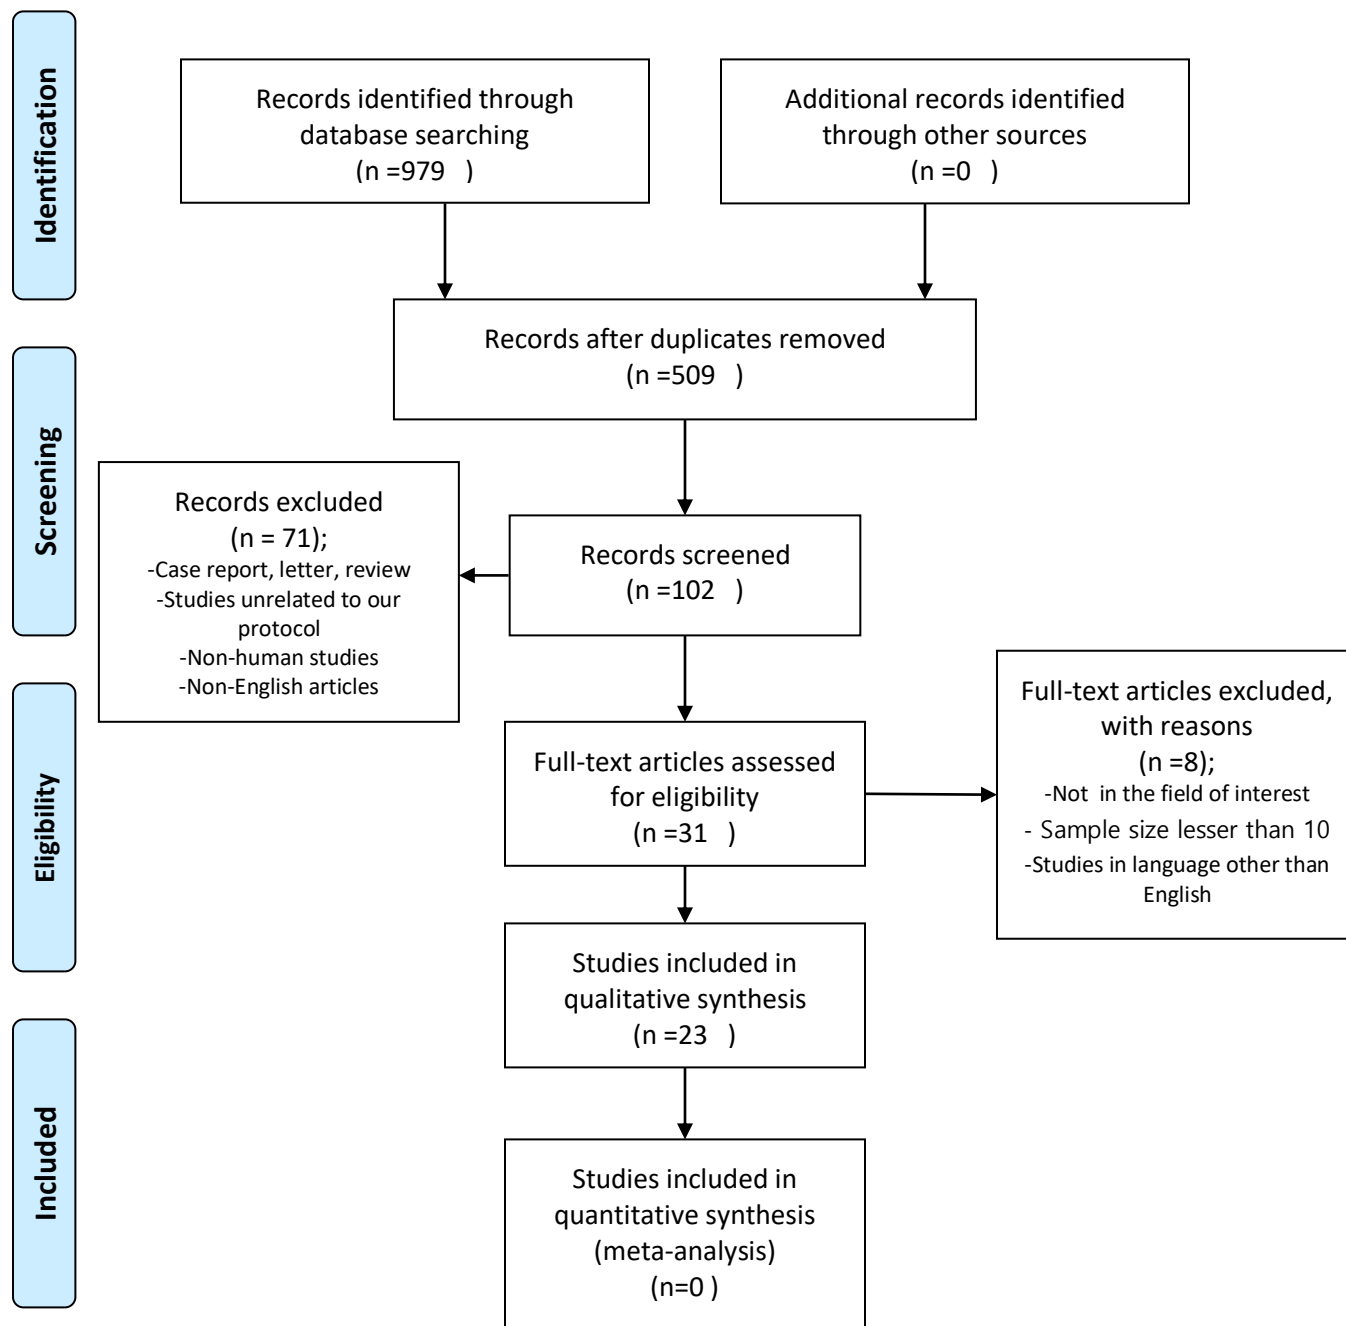 Identification
Records identified through
database searching
(n =979   )
Additional records identified
through other sources
(n =0   )
Records after duplicates removed
(n =509   )
Screening
Records excluded
(n = 71);
-Case report, letter, review
-Studies unrelated to our
protocol
-Non-human studies
-Non-English articles
Records screened
(n =102   )
Eligibility
Full-text articles assessed
for eligibility
(n =31   )
Full-text articles excluded,
with reasons
(n =8);
-Not  in the field of interest
- Sample size lesser than 10
-Studies in language other than
English
Studies included in
qualitative synthesis
(n =23   )
Included
Studies included in
quantitative synthesis
(meta-analysis)
(n=0 )